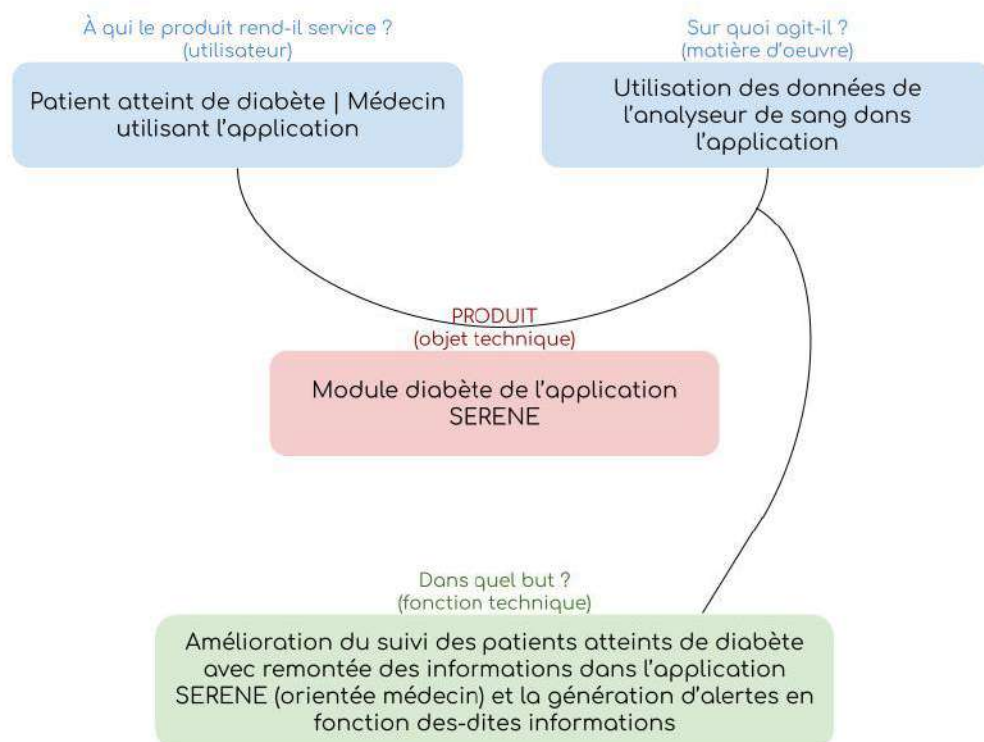 À qui le produit rend-il service ?
(utilisateur)
Patient atteint de diabète | Médecin
utilisant l'application
Sur quoi agit-il ?
(matière d'oeuvre)
Utilisation des données de
l'analyseur de sang dans
l'application
PRODUIT
(objet technique)
Module diabète de l'application
SERENE
Dans quel but ?
(fonction technique)
Amélioration du suivi des patients atteints de diabète
avec remontée des informations dans l'application
SERENE (orientée médecin) et la génération d'alertes en
fonction des-dites informations